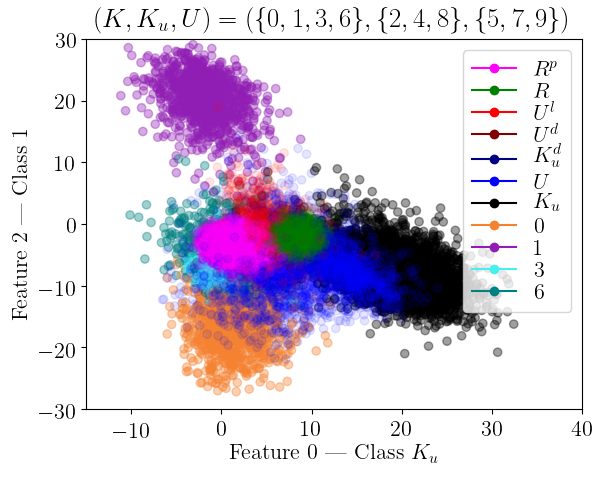 (K, K_u, U) = ({0, 1, 3, 6}, {2, 4, 8}, {5, 7, 9})
30
20
10
0
−10
−20
−30
Feature 2 — Class 1
R^p
R
U^l
U^d
K_u^d
U
K_u
0
1
3
6
−10
0
10
20
30
40
Feature 0 — Class K_u